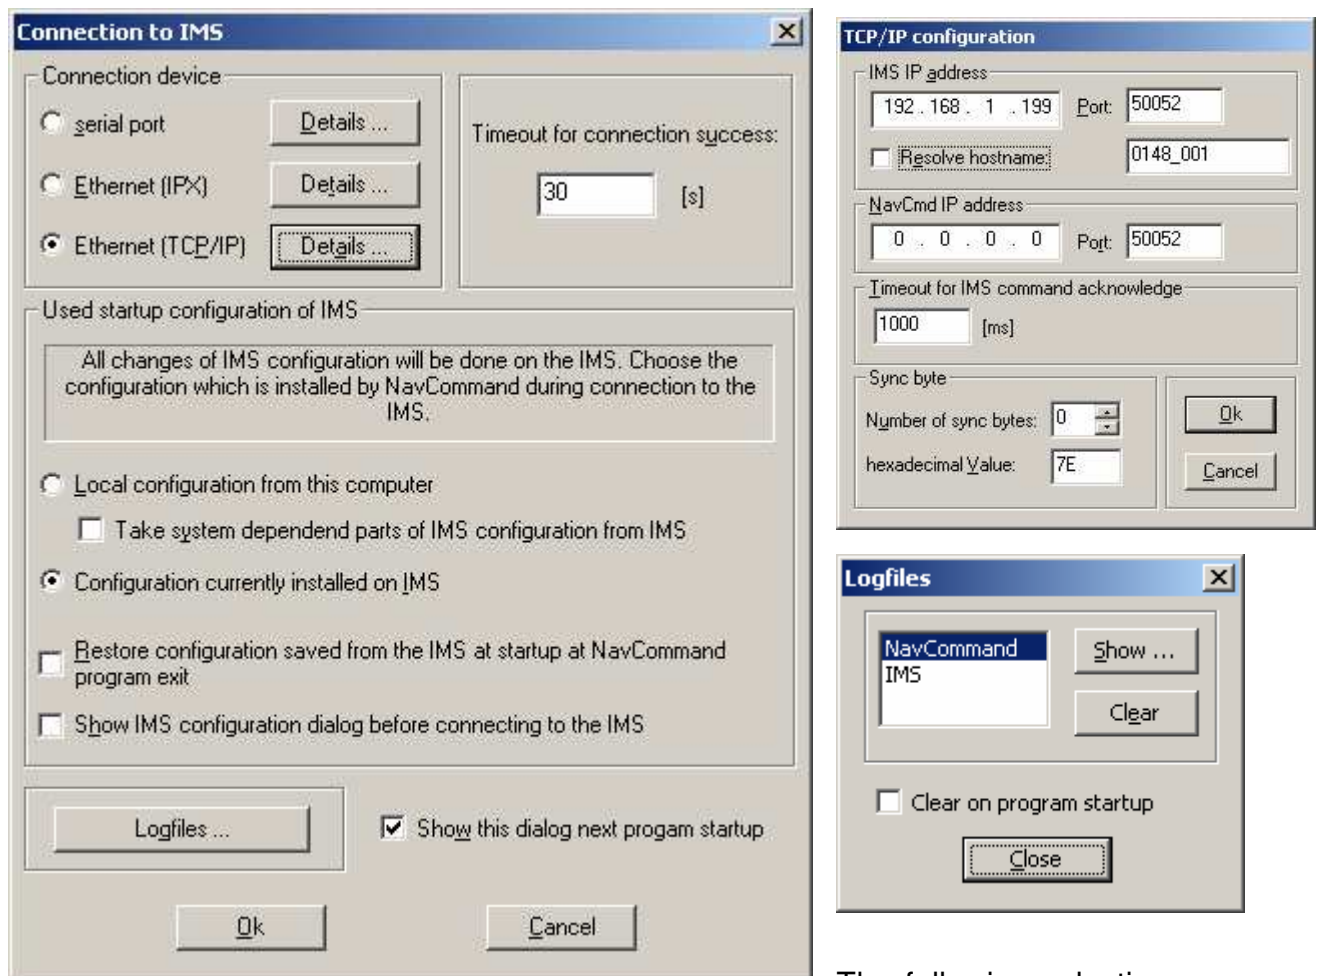 Connection to IMS
Connection device
serial port
Details ...
Ethernet (IPX)
Details ...
Ethernet (TCP/IP)
Details ...
Timeout for connection success:
30 [s]
Used startup configuration of IMS
All changes of IMS configuration will be done on the IMS. Choose the
configuration which is installed by NavCommand during connection to the
IMS.
Local configuration from this computer
Take system dependend parts of IMS configuration from IMS
Configuration currently installed on IMS
Restore configuration saved from the IMS at startup at NavCommand
program exit
Show IMS configuration dialog before connecting to the IMS
Logfiles ...
Show this dialog next progam startup
Ok
Cancel
TCP/IP configuration
IMS IP address
192 . 168 . 1 . 199 Port: 50052
Resolve hostname: 0148_001
NavCmd IP address
0 . 0 . 0 . 0 Port: 50052
Timeout for IMS command acknowledge
1000 [ms]
Sync byte
Number of sync bytes: 0
hexadecimal Value: 7E
Ok
Cancel
Logfiles
NavCommand
IMS
Show ...
Clear
Clear on program startup
Close